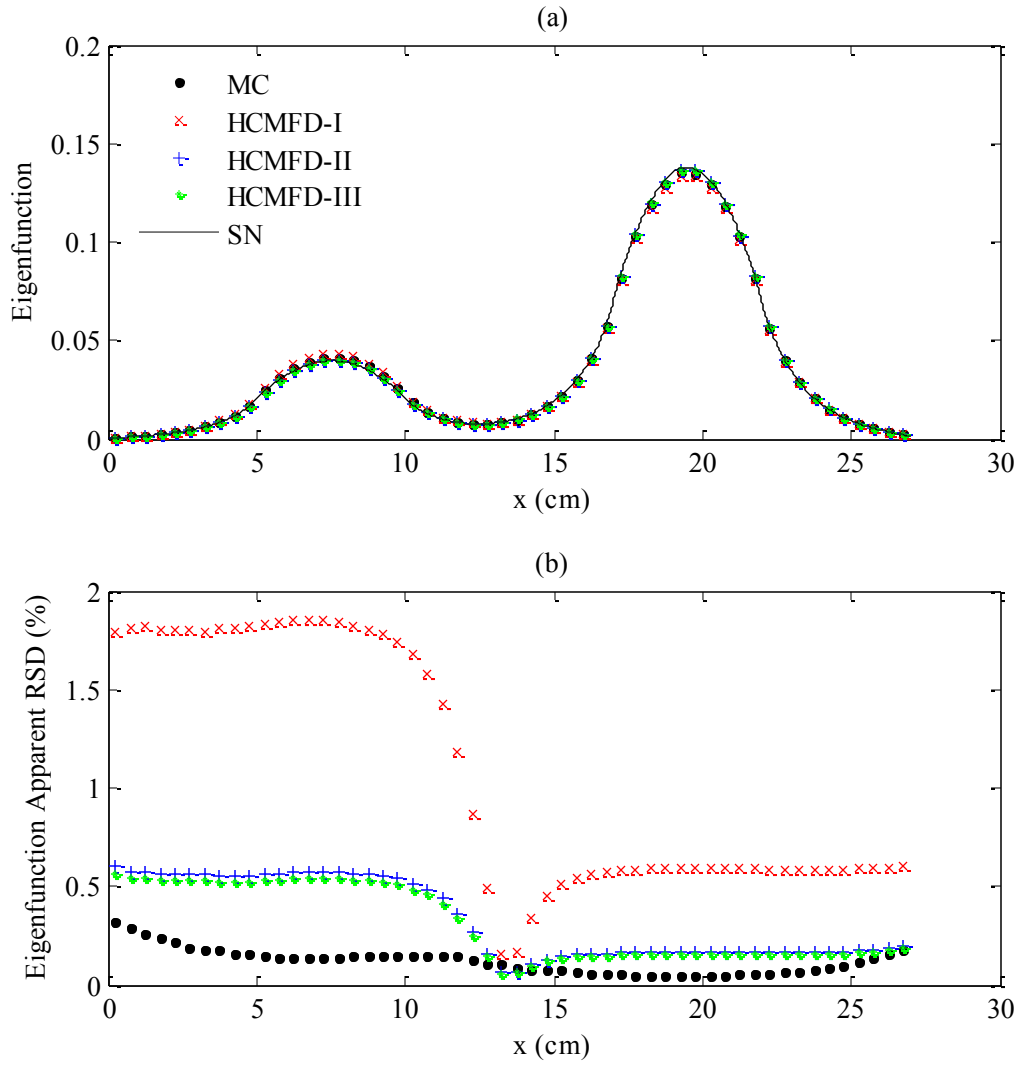 (a)
0.2
0.15
0.1
0.05
0
Eigenfunction
MC
HCMFD-I
HCMFD-II
HCMFD-III
SN
0 5 10 15 20 25 30
x (cm)
(b)
2
1.5
1
0.5
0
Eigenfunction Apparent RSD (%)
0 5 10 15 20 25 30
x (cm)